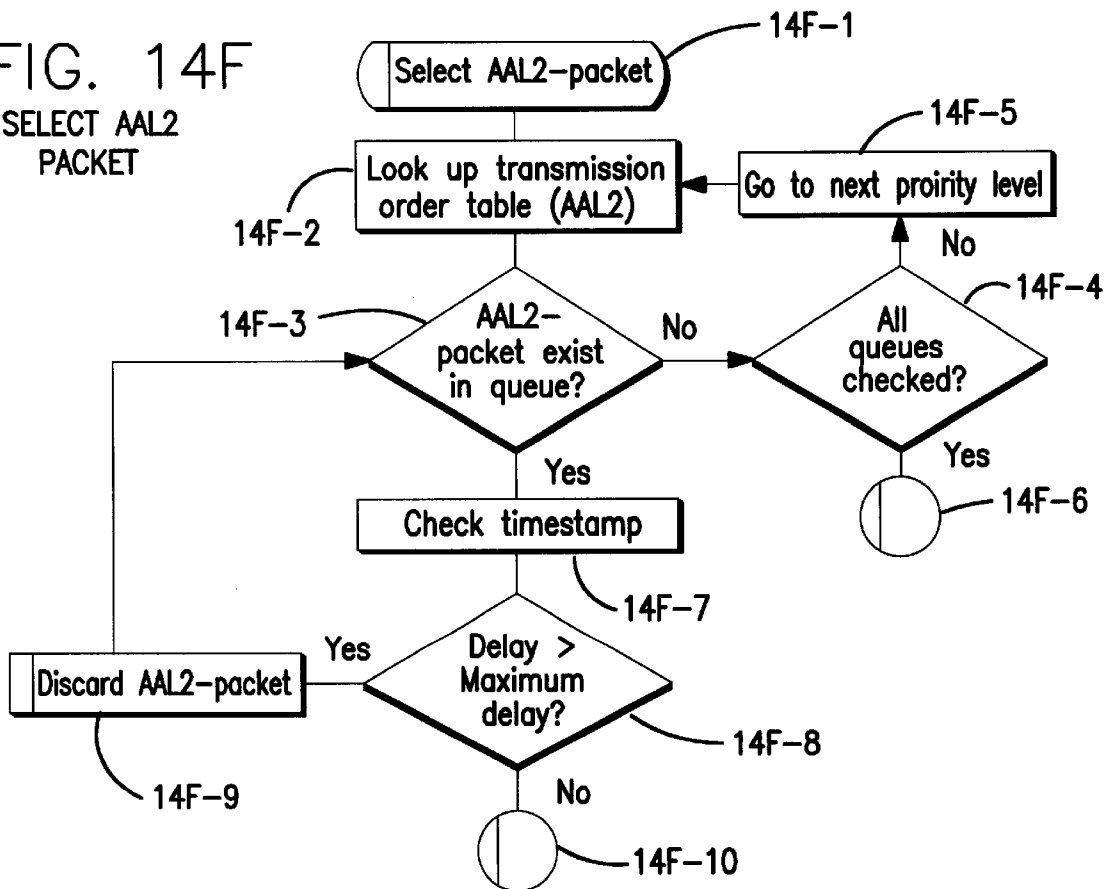 FIG. 14F
SELECT AAL2
PACKET
14F-1
Select AAL2-packet
14F-5
Look up transmission
order table (AAL2)
Go to next proirity level
14F-2
No
14F-4
14F-3
AAL2-
packet exist
in queue?
No
All
queues
checked?
Yes
Yes
14F-6
Check timestamp
14F-7
Yes
Delay >
Maximum
delay?
Discard AAL2-packet
14F-8
14F-9
No
14F-10